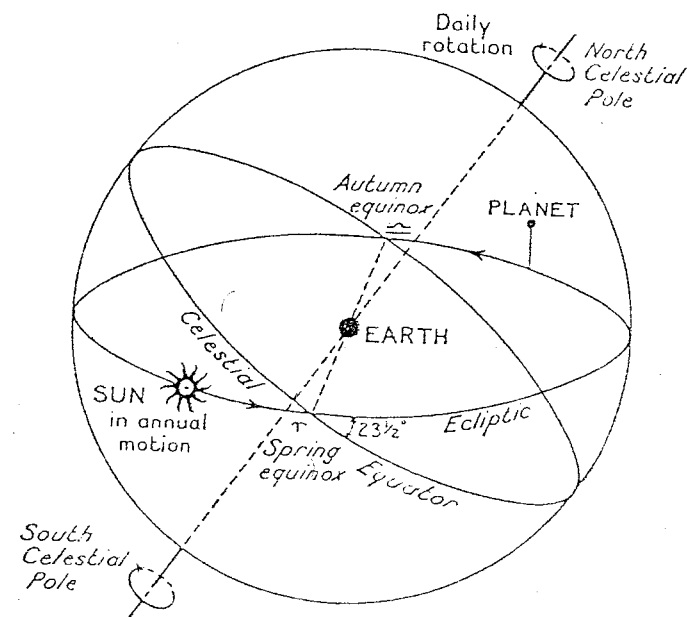 Daily
rotation
North
Celestial
Pole
Autumn
equinox
♎
PLANET
EARTH
Celestial
Equator
SUN
in annual
motion
♈
23½°
Ecliptic
Spring
equinox
South
Celestial
Pole